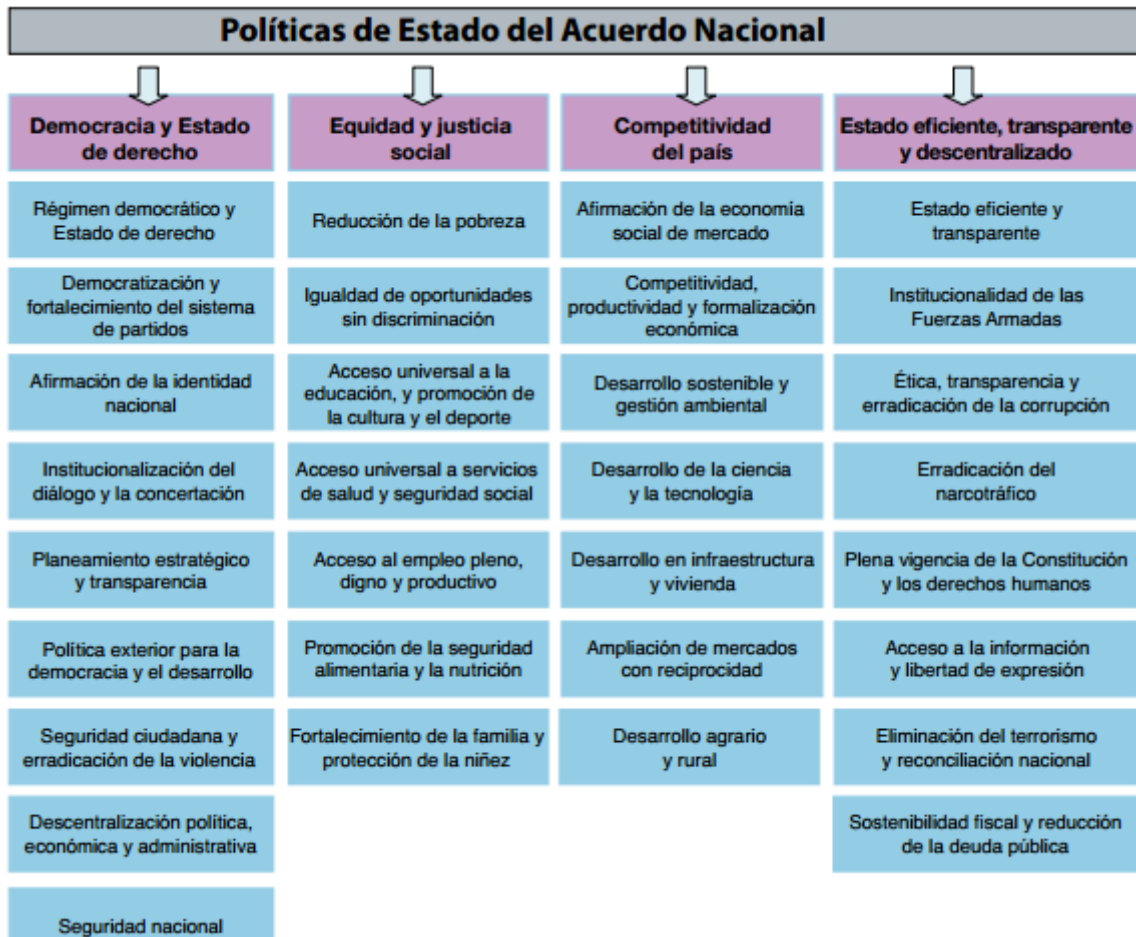 Políticas de Estado del Acuerdo Nacional
Democracia y Estado
de derecho
Régimen democrático y
Estado de derecho
Democratización y
fortalecimiento del sistema
de partidos
Afirmación de la identidad
nacional
Institucionalización del
diálogo y la concertación
Planeamiento estratégico
y transparencia
Política exterior para la
democracia y el desarrollo
Seguridad ciudadana y
erradicación de la violencia
Descentralización política,
económica y administrativa
Seguridad nacional
Equidad y justicia
social
Reducción de la pobreza
Igualdad de oportunidades
sin discriminación
Acceso universal a la
educación, y promoción de
la cultura y el deporte
Acceso universal a servicios
de salud y seguridad social
Acceso al empleo pleno,
digno y productivo
Promoción de la seguridad
alimentaria y la nutrición
Fortalecimiento de la familia y
protección de la niñez
Competitividad
del país
Afirmación de la economía
social de mercado
Competitividad,
productividad y formalización
económica
Desarrollo sostenible y
gestión ambiental
Desarrollo de la ciencia
y la tecnología
Desarrollo en infraestructura
y vivienda
Ampliación de mercados
con reciprocidad
Desarrollo agrario
y rural
Estado eficiente, transparente
y descentralizado
Estado eficiente y
transparente
Institucionalidad de las
Fuerzas Armadas
Ética, transparencia y
erradicación de la corrupción
Erradicación del
narcotráfico
Plena vigencia de la Constitución
y los derechos humanos
Acceso a la información
y libertad de expresión
Eliminación del terrorismo
y reconciliación nacional
Sostenibilidad fiscal y reducción
de la deuda pública